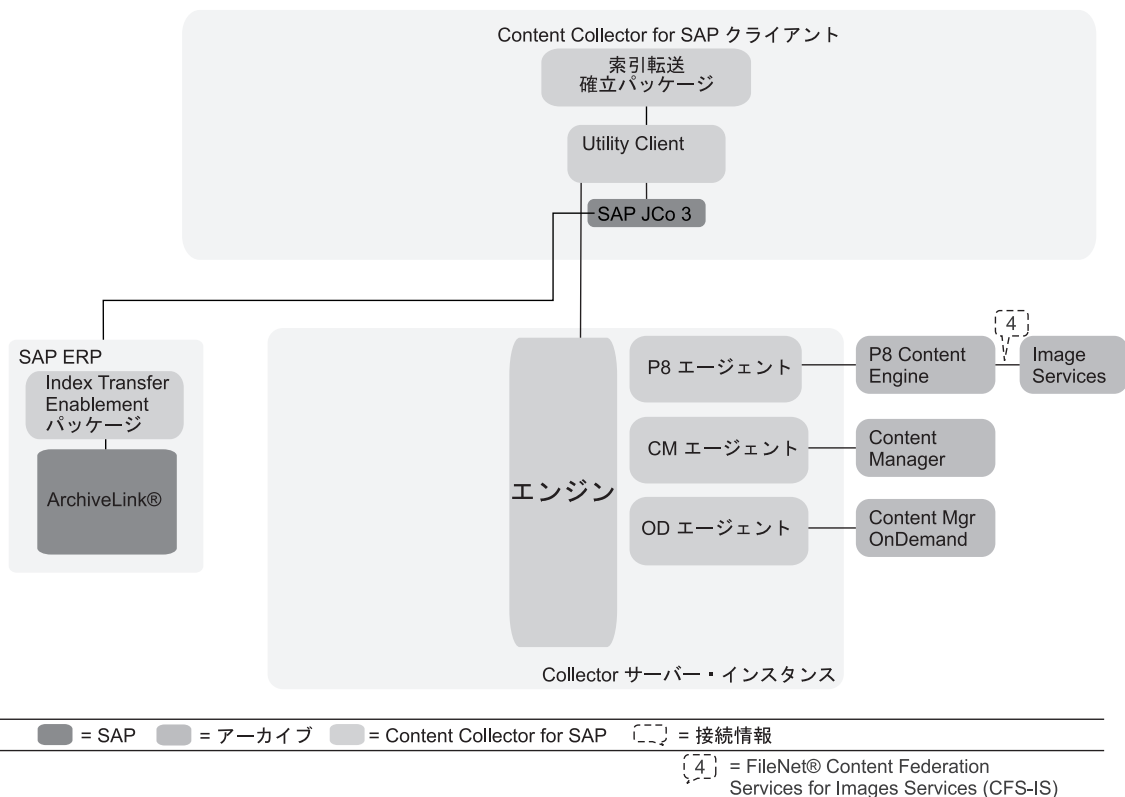 Content Collector for SAP クライアント
索引転送
確立パッケージ
Utility Client
SAP JCo 3
SAP ERP
Index Transfer
Enablement
パッケージ
ArchiveLink®
エンジン
P8 エージェント
P8 Content
Engine
4
Image
Services
CM エージェント
Content
Manager
OD エージェント
Content Mgr
OnDemand
Collector サーバー・インスタンス
= SAP
= アーカイブ
= Content Collector for SAP
= 接続情報
4 = FileNet® Content Federation
Services for Images Services (CFS-IS)